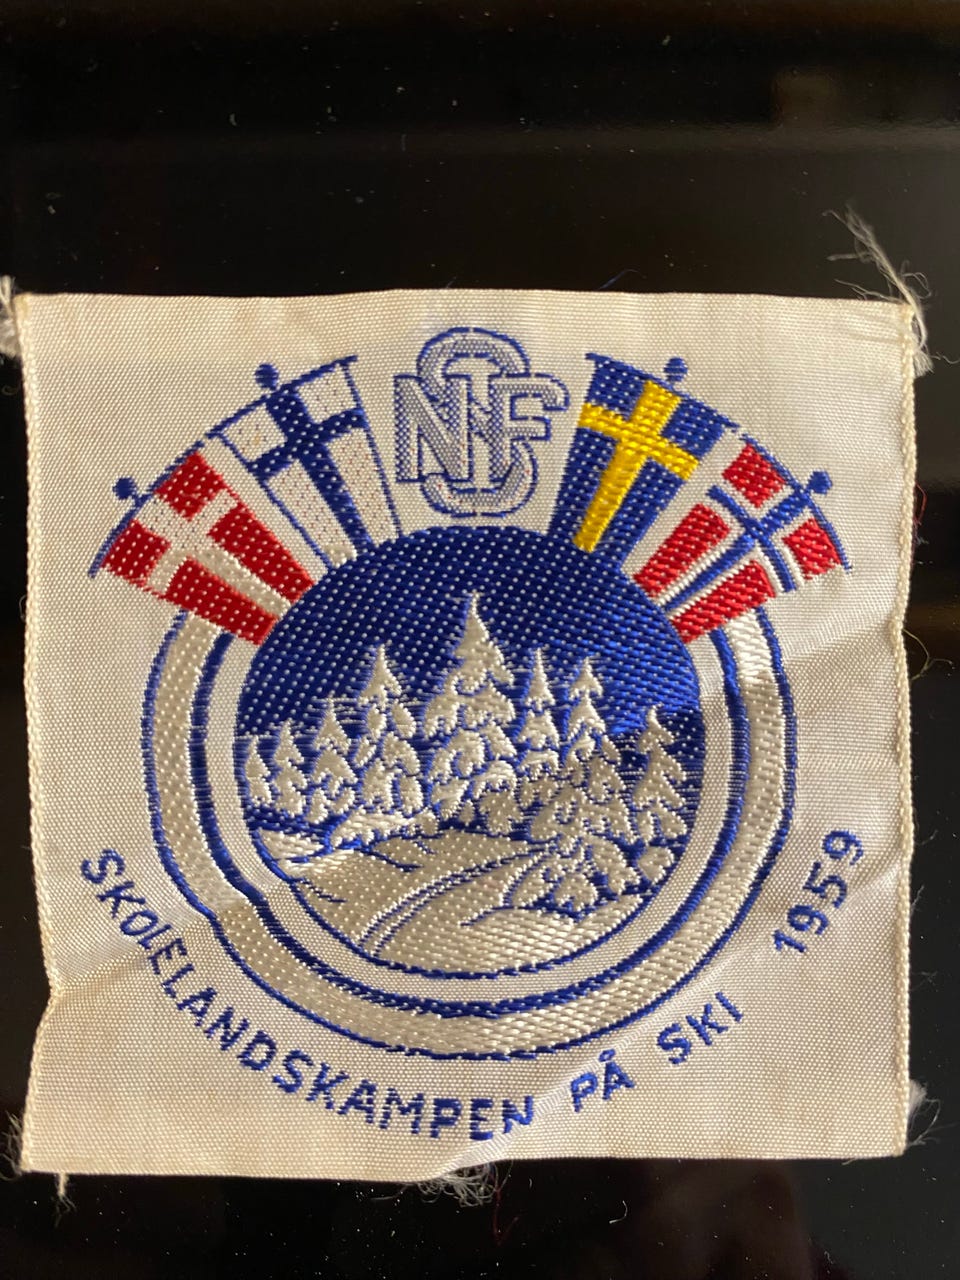 NSF
SKOLELANDSKAMPEN PÅ SKI 1959